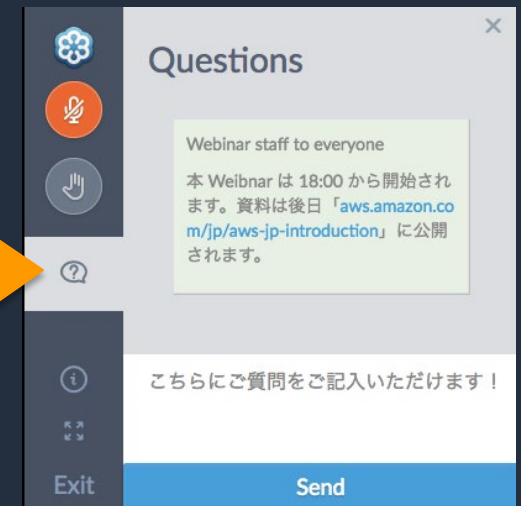 Questions
Webinar staff to everyone
本 Weibnar は 18:00 から開始され
ます。資料は後日「aws.amazon.co
m/jp/aws-jp-introduction」に公開
されます。
こちらにご質問をご記入いただけます！
Exit
Send